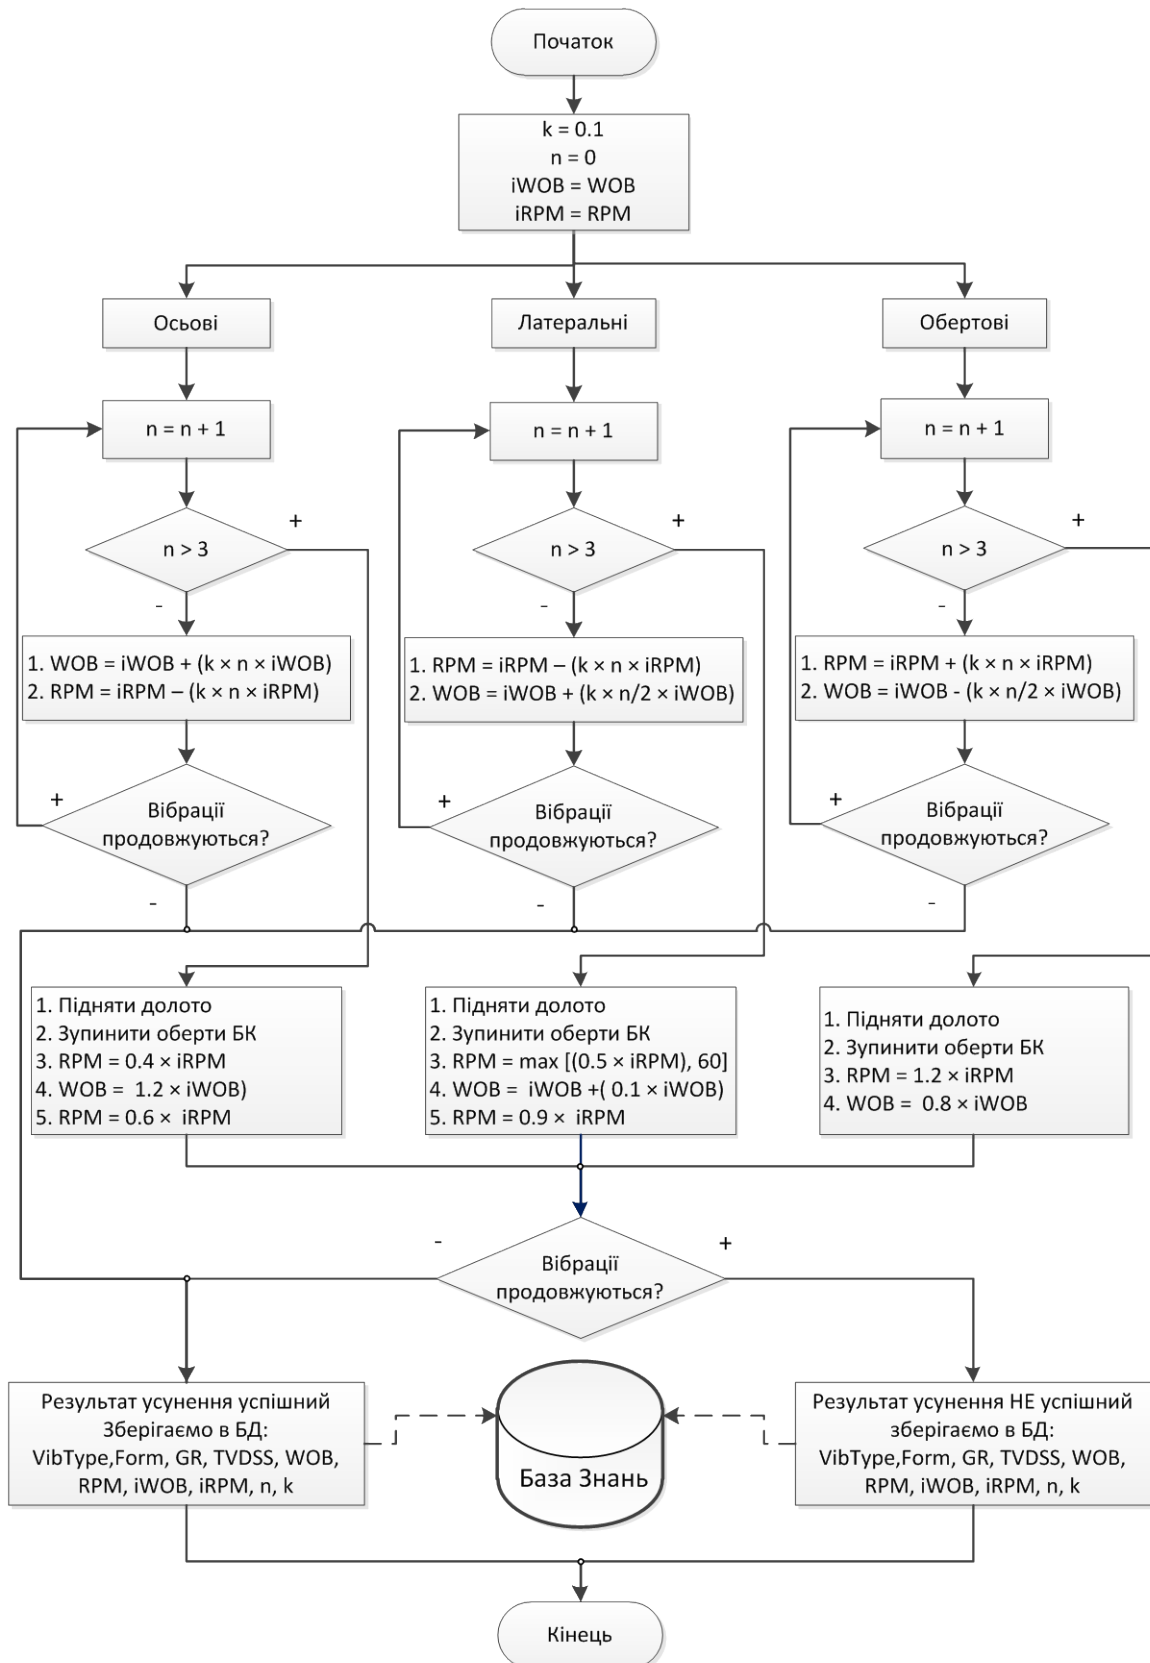 Початок
k = 0.1
n = 0
iWOB = WOB
iRPM = RPM
Осьові
Латеральні
Обертові
n = n + 1
n = n + 1
n = n + 1
n > 3
+
-
n > 3
+
-
n > 3
+
-
1. WOB = iWOB + (k × n × iWOB)
2. RPM = iRPM – (k × n × iRPM)
1. RPM = iRPM – (k × n × iRPM)
2. WOB = iWOB + (k × n/2 × iWOB)
1. RPM = iRPM + (k × n × iRPM)
2. WOB = iWOB - (k × n/2 × iWOB)
+
Вібрації
продовжуються?
-
+
Вібрації
продовжуються?
-
+
Вібрації
продовжуються?
-
1. Підняти долото
2. Зупинити оберти БК
3. RPM = 0.4 × iRPM
4. WOB = 1.2 × iWOB)
5. RPM = 0.6 × iRPM
1. Підняти долото
2. Зупинити оберти БК
3. RPM = max [(0.5 × iRPM), 60]
4. WOB = iWOB +( 0.1 × iWOB)
5. RPM = 0.9 × iRPM
1. Підняти долото
2. Зупинити оберти БК
3. RPM = 1.2 × iRPM
4. WOB = 0.8 × iWOB
-
+
Вібрації
продовжуються?
Результат усунення успішний
Зберігаємо в БД:
VibType,Form, GR, TVDSS, WOB,
RPM, iWOB, iRPM, n, k
База Знань
Результат усунення НЕ успішний
зберігаємо в БД:
VibType,Form, GR, TVDSS, WOB,
RPM, iWOB, iRPM, n, k
Кінець